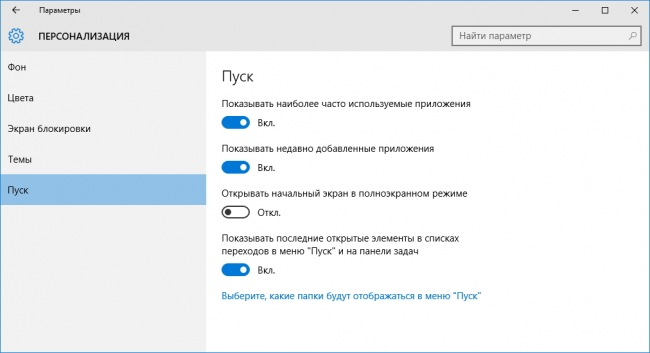 Параметры
ПЕРСОНАЛИЗАЦИЯ
Найти параметр
Фон
Цвета
Экран блокировки
Темы
Пуск
Пуск
Показывать наиболее часто используемые приложения
Вкл.
Показывать недавно добавленные приложения
Вкл.
Открывать начальный экран в полноэкранном режиме
Откл.
Показывать последние открытые элементы в списках
переходов в меню "Пуск" и на панели задач
Вкл.
Выберите, какие папки будут отображаться в меню "Пуск"